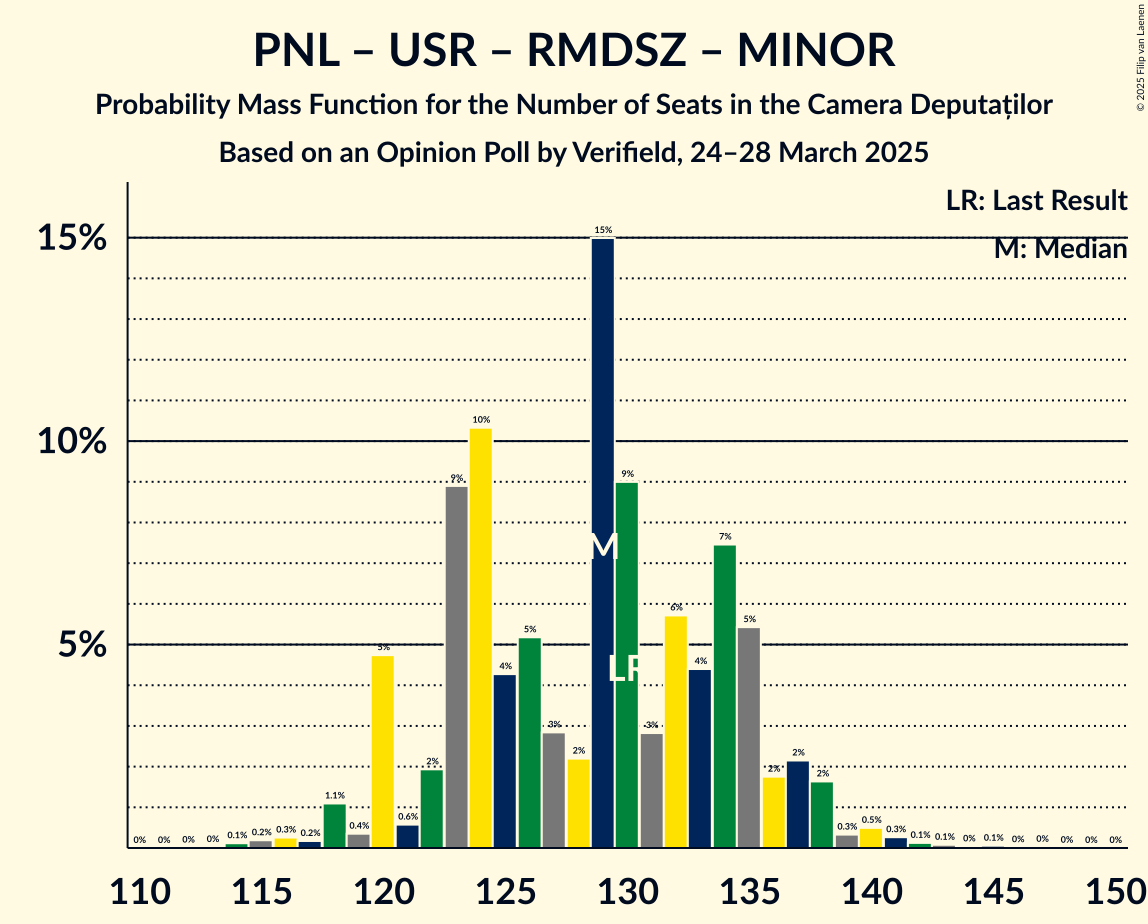 PNL – USR – RMDSZ – MINOR
Probability Mass Function for the Number of Seats in the Camera Deputaților
Based on an Opinion Poll by Verifield, 24–28 March 2025
© 2025 Filip van Laenen
LR: Last Result
M: Median
15%
10%
5%
0% 0% 0% 0% 0.1% 0.2% 0.3% 0.2% 1.1% 0.4% 5% 0.6% 2% 9% 10% 4% 5% 3% 2% 15% 9% 3% 6% 4% 7% 5% 2% 2% 2% 0.3% 0.5% 0.3% 0.1% 0.1% 0% 0.1% 0% 0% 0% 0% 0%
M
LR
110 115 120 125 130 135 140 145 150